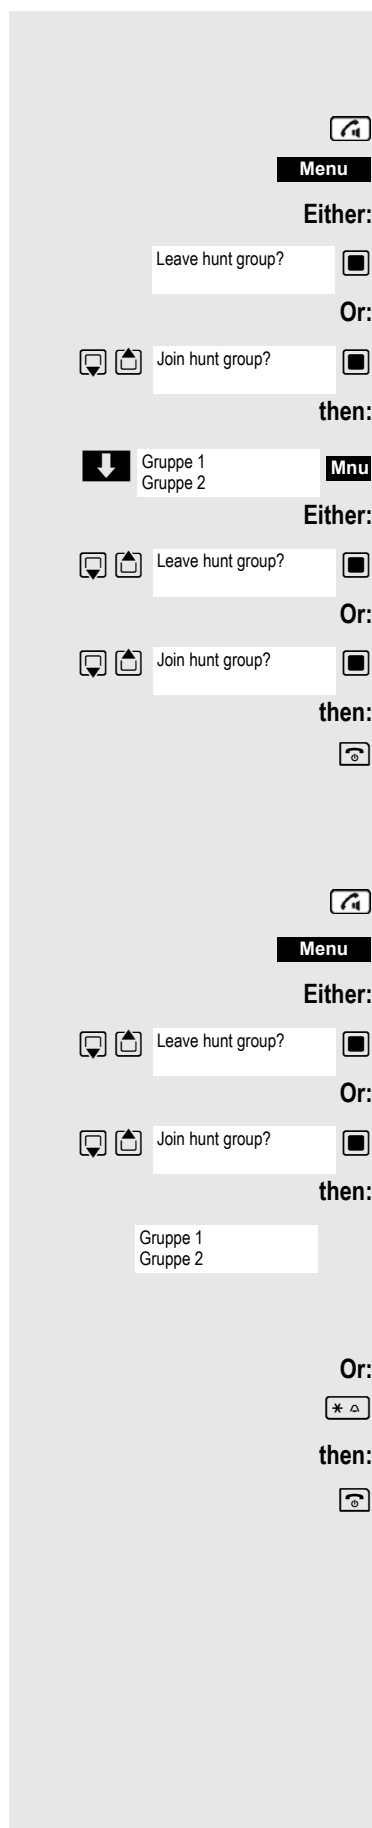 Menu
Either:
Leave hunt group?
Or:
Join hunt group?
then:
Gruppe 1
Mnu
Gruppe 2
Either:
Leave hunt group?
Or:
Join hunt group?
then:
Menu
Either:
Leave hunt group?
Or:
Join hunt group?
then:
Gruppe 1
Gruppe 2
Or:
*
then: